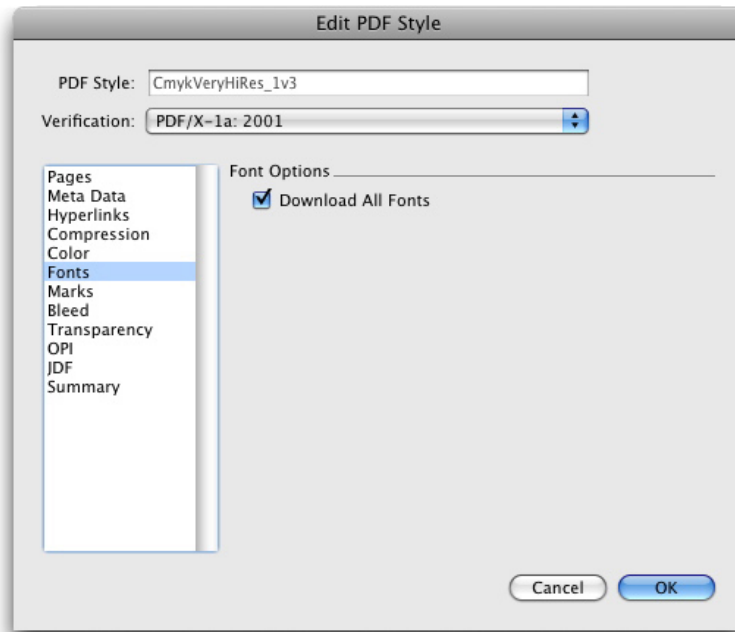 Edit PDF Style
PDF Style: CmykVeryHiRes_1v3
Verification: PDF/X-1a: 2001
Pages
Meta Data
Hyperlinks
Compression
Color
Fonts
Marks
Bleed
Transparency
OPI
JDF
Summary
Font Options
Download All Fonts
Cancel OK